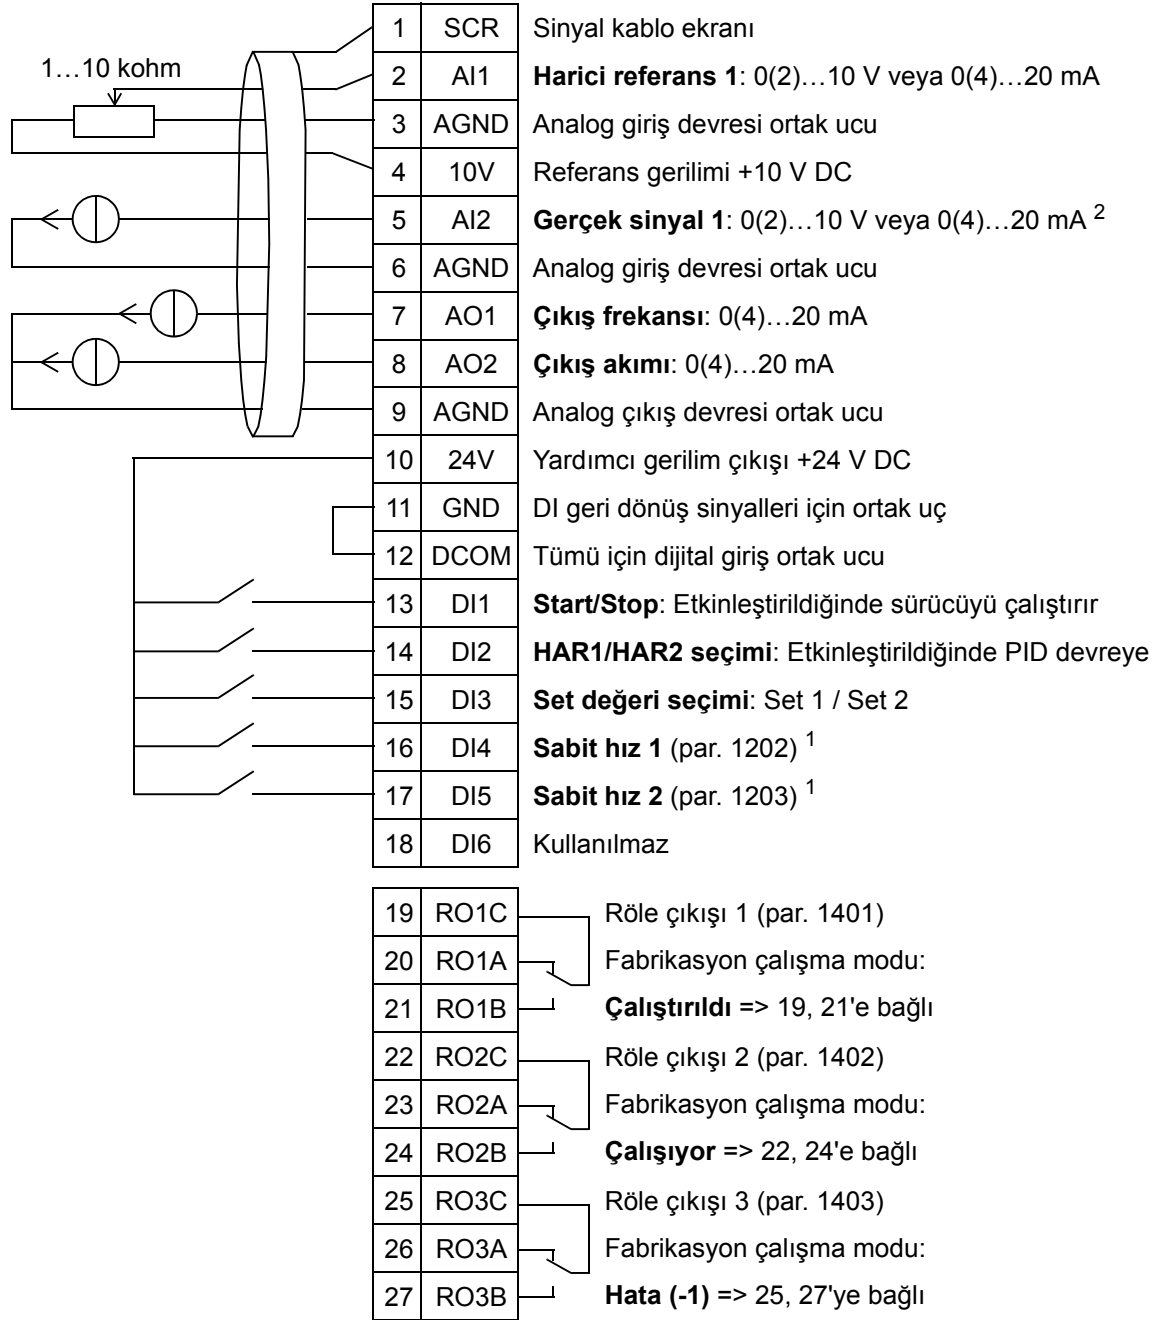 1…10 kohm
1 SCR Sinyal kablo ekranı
2 AI1 Harici referans 1: 0(2)…10 V veya 0(4)…20 mA
3 AGND Analog giriş devresi ortak ucu
4 10V Referans gerilimi +10 V DC
5 AI2 Gerçek sinyal 1: 0(2)…10 V veya 0(4)…20 mA 2
6 AGND Analog giriş devresi ortak ucu
7 AO1 Çıkış frekansı: 0(4)…20 mA
8 AO2 Çıkış akımı: 0(4)…20 mA
9 AGND Analog çıkış devresi ortak ucu
10 24V Yardımcı gerilim çıkışı +24 V DC
11 GND DI geri dönüş sinyalleri için ortak uç
12 DCOM Tümü için dijital giriş ortak ucu
13 DI1 Start/Stop: Etkinleştirildiğinde sürücüyü çalıştırır
14 DI2 HAR1/HAR2 seçimi: Etkinleştirildiğinde PID devreye
15 DI3 Set değeri seçimi: Set 1 / Set 2
16 DI4 Sabit hız 1 (par. 1202) 1
17 DI5 Sabit hız 2 (par. 1203) 1
18 DI6 Kullanılmaz
19 RO1C Röle çıkışı 1 (par. 1401)
20 RO1A Fabrikasyon çalışma modu:
21 RO1B Çalıştırıldı => 19, 21'e bağlı
22 RO2C Röle çıkışı 2 (par. 1402)
23 RO2A Fabrikasyon çalışma modu:
24 RO2B Çalışıyor => 22, 24'e bağlı
25 RO3C Röle çıkışı 3 (par. 1403)
26 RO3A Fabrikasyon çalışma modu:
27 RO3B Hata (-1) => 25, 27'ye bağlı